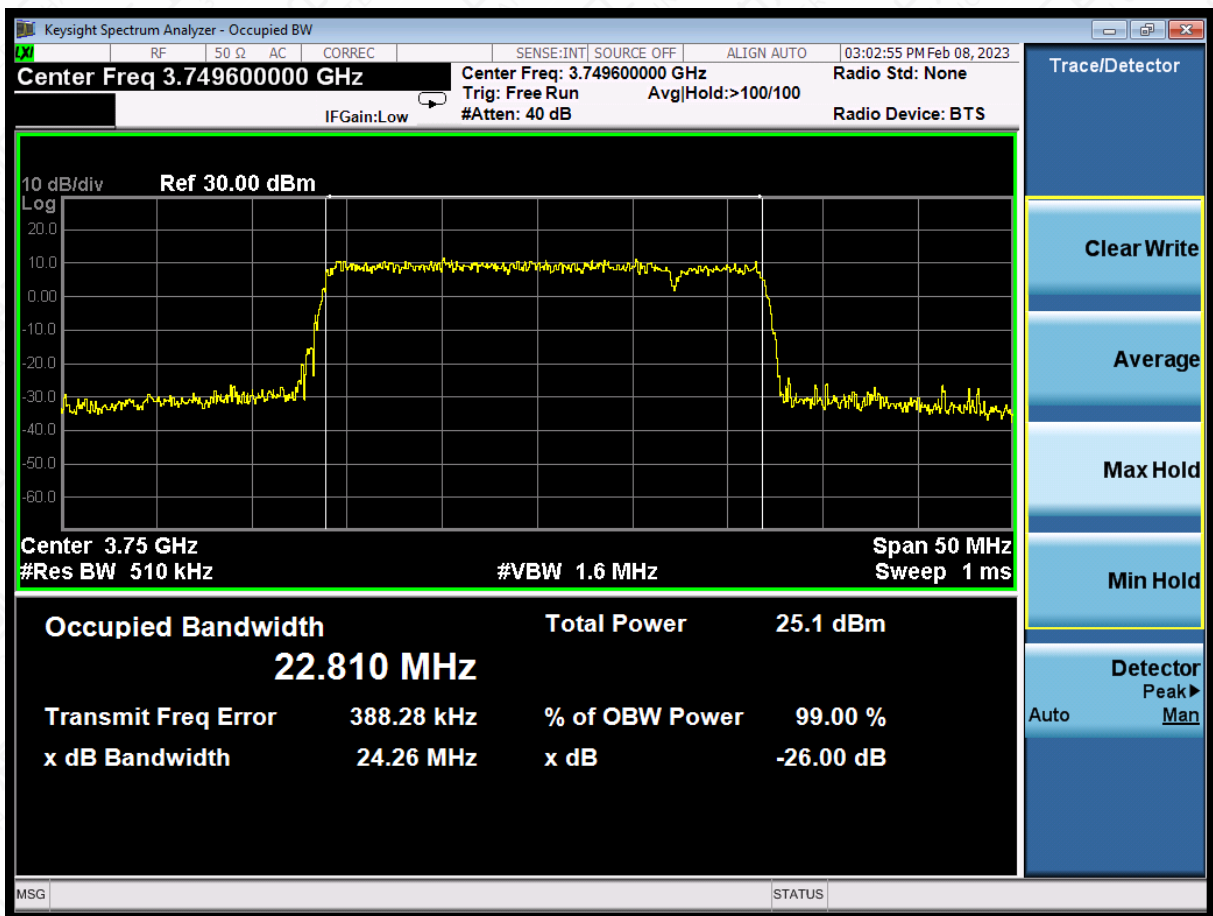 Keysight Spectrum Analyzer - Occupied BW
LXI RF 50 Ω AC CORREC SENSE:INT SOURCE OFF ALIGN AUTO 03:02:55 PM Feb 08, 2023
Center Freq 3.749600000 GHz
Center Freq: 3.749600000 GHz Radio Std: None
Trig: Free Run Avg|Hold:>100/100
IFGain:Low #Atten: 40 dB Radio Device: BTS
10 dB/div Ref 30.00 dBm
Log
20.0
10.0
0.00
-10.0
-20.0
-30.0
-40.0
-50.0
-60.0
Center 3.75 GHz Span 50 MHz
#Res BW 510 kHz #VBW 1.6 MHz Sweep 1 ms
Occupied Bandwidth Total Power 25.1 dBm
22.810 MHz
Transmit Freq Error 388.28 kHz % of OBW Power 99.00 %
x dB Bandwidth 24.26 MHz x dB -26.00 dB
MSG STATUS
Trace/Detector
Clear Write
Average
Max Hold
Min Hold
Detector
Peak▶
Auto Man